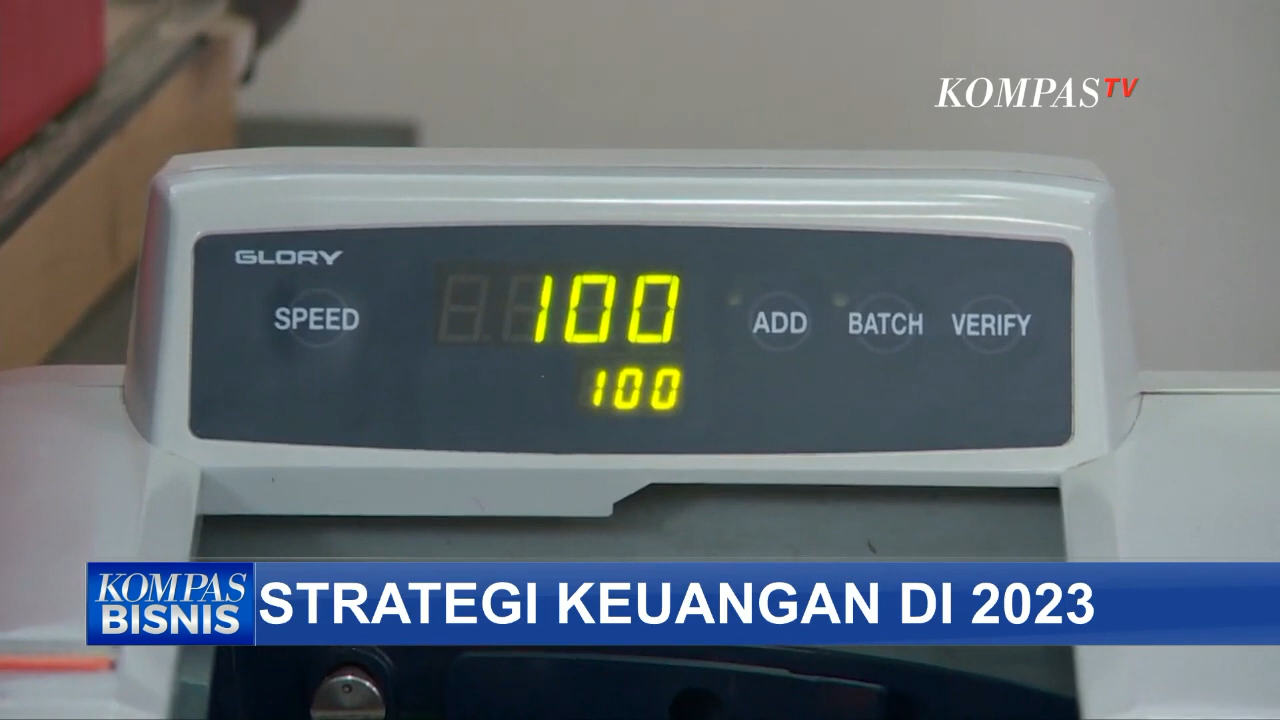 KOMPASTV
GLORY
SPEED
100
ADD
BATCH
VERIFY
100
KOMPAS
BISNIS
STRATEGI KEUANGAN DI 2023